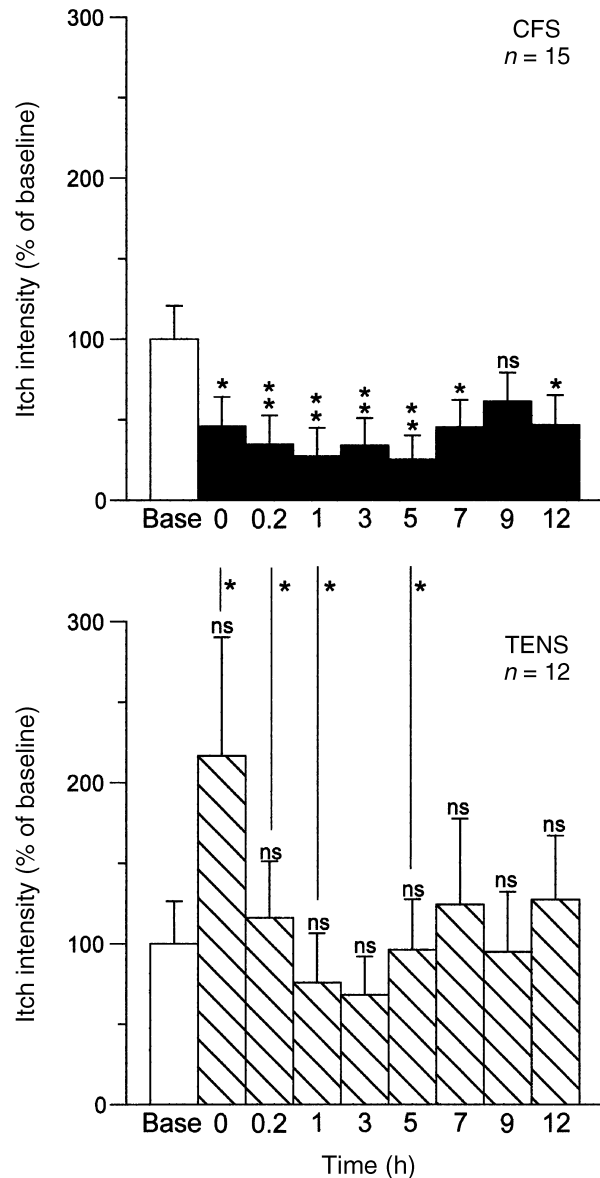 300
CFS
n = 15
Itch intensity (% of baseline)
200
100
* * * * * * * * * * ns *
0
Base 0 0.2 1 3 5 7 9 12
* * * *
300
ns
TENS
n = 12
Itch intensity (% of baseline)
200
ns ns
ns ns ns
ns ns
100
0
Base 0 0.2 1 3 5 7 9 12
Time (h)